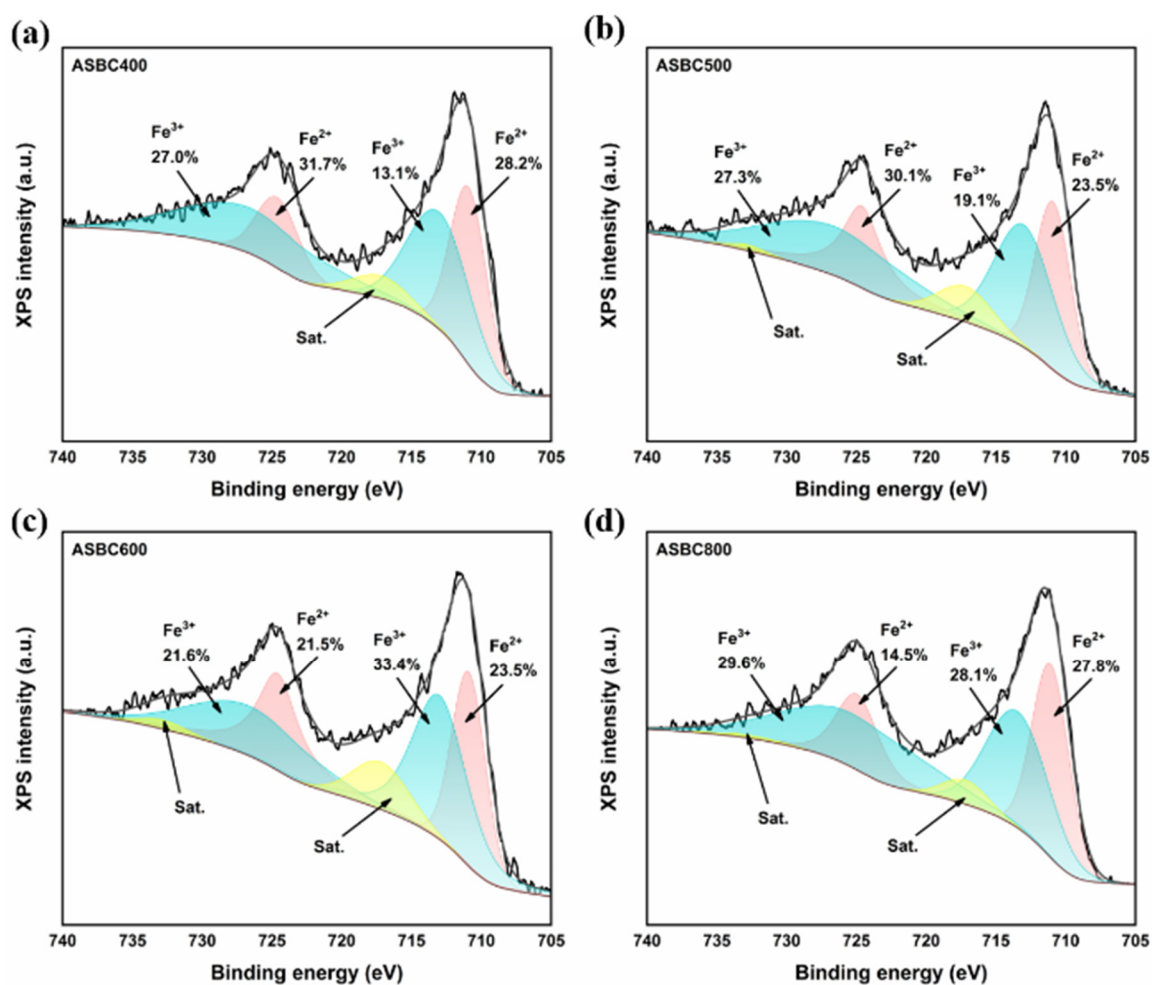 (a)
ASBC400
Fe³⁺
27.0%
Fe²⁺
31.7%
Fe³⁺
13.1%
Fe²⁺
28.2%
Sat.
XPS intensity (a.u.)
740 735 730 725 720 715 710 705
Binding energy (eV)
(b)
ASBC500
Fe³⁺
27.3%
Fe²⁺
30.1%
Fe³⁺
19.1%
Fe²⁺
23.5%
Sat.
Sat.
XPS intensity (a.u.)
740 735 730 725 720 715 710 705
Binding energy (eV)
(c)
ASBC600
Fe³⁺
21.6%
Fe²⁺
21.5%
Fe³⁺
33.4%
Fe²⁺
23.5%
Sat.
Sat.
XPS intensity (a.u.)
740 735 730 725 720 715 710 705
Binding energy (eV)
(d)
ASBC800
Fe³⁺
29.6%
Fe²⁺
14.5%
Fe³⁺
28.1%
Fe²⁺
27.8%
Sat.
Sat.
XPS intensity (a.u.)
740 735 730 725 720 715 710 705
Binding energy (eV)